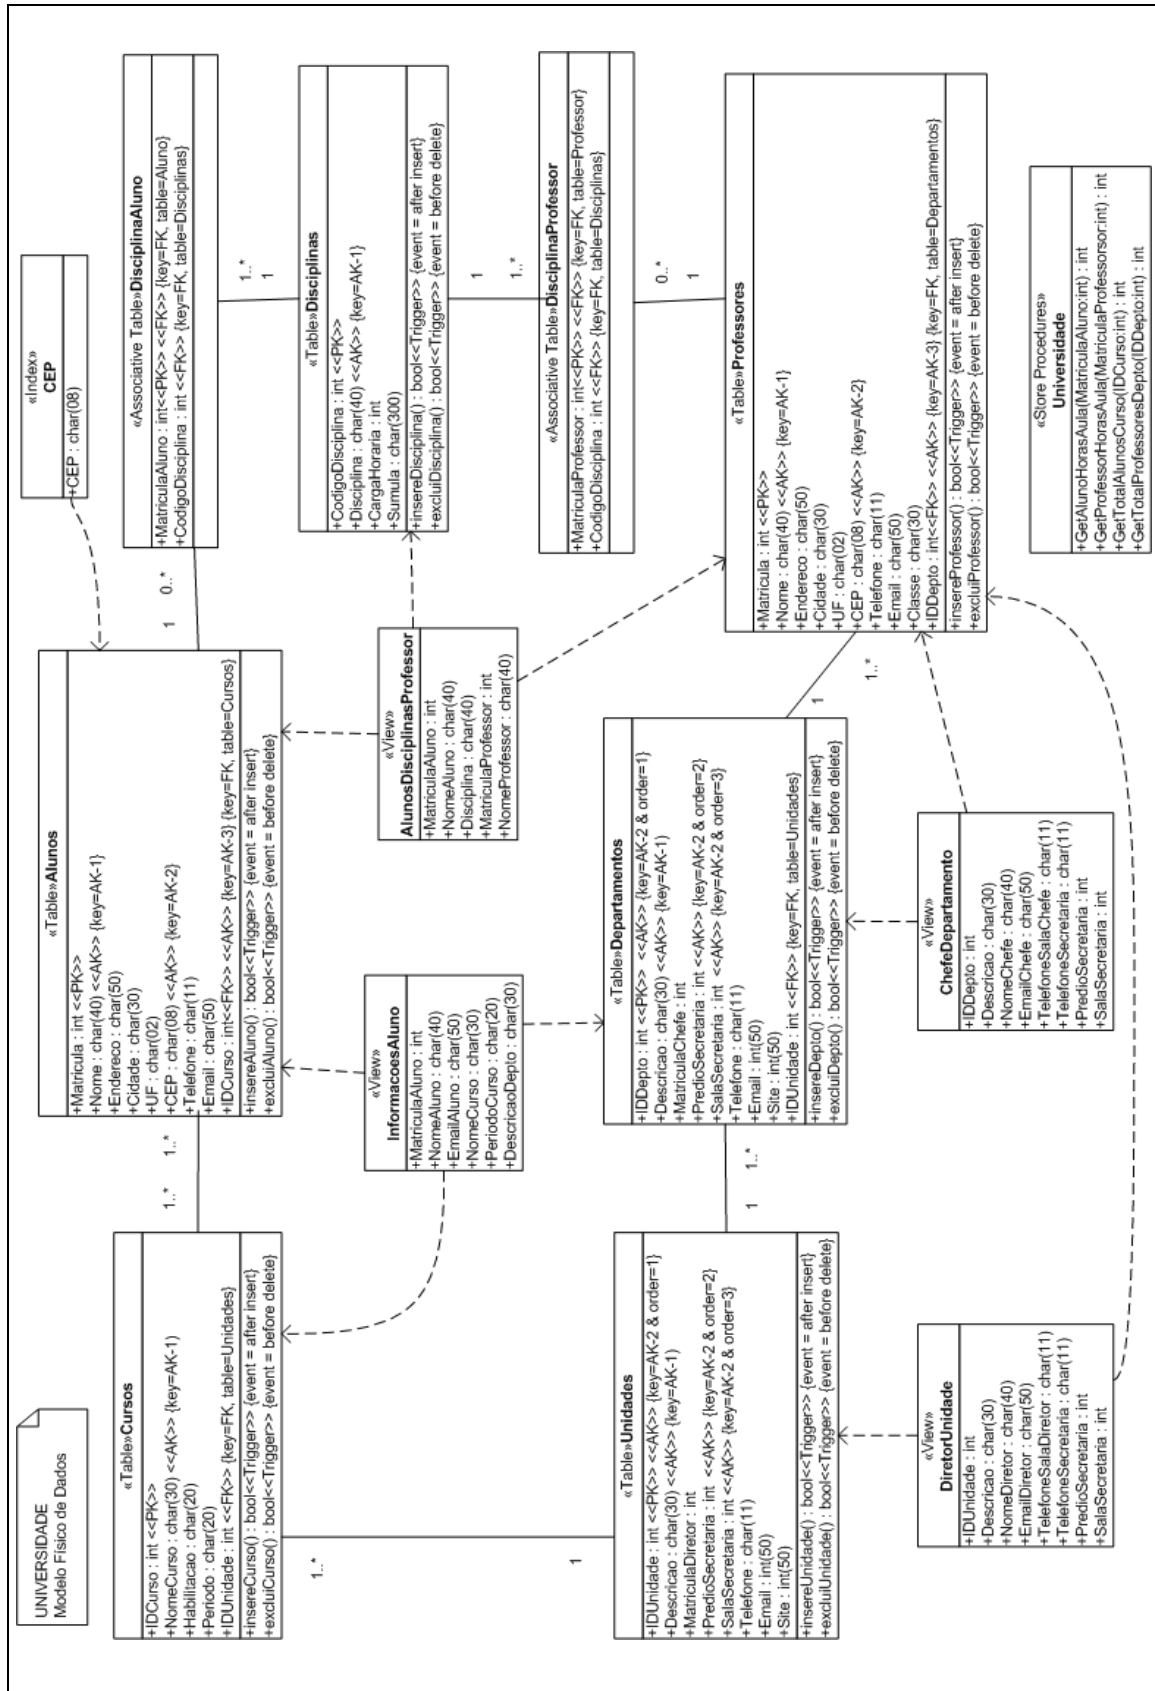 UNIVERSIDADE
Modelo Físico de Dados
«Table»Cursos
+IDCurso : int <<PK>>
+NomeCurso : char(30) <<AK>> {key=AK-1}
+Habilitacao : char(20)
+Periodo : char(20)
+IDUnidade : int <<FK>> {key=FK, table=Unidades}
+insereCurso() : bool<<Trigger>> {event = after insert}
+excluiCurso() : bool<<Trigger>> {event = before delete}
1..*
1..*
«Table»Alunos
+Matricula : int <<PK>>
+Nome : char(40) <<AK>> {key=AK-1}
+Endereco : char(50)
+Cidade : char(30)
+UF : char(02)
+CEP : char(08) <<AK>> {key=AK-2}
+Telefone : char(11)
+Email : char(50)
+IDCurso : int<<FK>> <<AK>> {key=AK-3} {key=FK, table=Cursos}
+insereAluno() : bool<<Trigger>> {event = after insert}
+excluiAluno() : bool<<Trigger>> {event = before delete}
1
0..*
«Index»
CEP
+CEP : char(08)
«Associative Table»DisciplinaAluno
+MatriculaAluno : int<<PK>> <<FK>> {key=FK, table=Aluno}
+CodigoDisciplina : int <<FK>> {key=FK, table=Disciplinas}
1..*
1
«Table»Disciplinas
+CodigoDisciplina : int <<PK>>
+Disciplina : char(40) <<AK>> {key=AK-1}
+CargaHoraria : int
+Sumula : char(300)
+insereDisciplina() : bool<<Trigger>> {event = after insert}
+excluiDisciplina() : bool<<Trigger>> {event = before delete}
1
1..*
«View»
InformacoesAluno
+MatriculaAluno : int
+NomeAluno : char(40)
+EmailAluno : char(50)
+NomeCurso : char(30)
+PeriodoCurso : char(20)
+DescricaoDepto : char(30)
«View»
AlunosDisciplinasProfessor
+MatriculaAluno : int
+NomeAluno : char(40)
+Disciplina : char(40)
+MatriculaProfessor : int
+NomeProfessor : char(40)
«Associative Table»DisciplinaProfessor
+MatriculaProfessor : int<<PK>> <<FK>> {key=FK, table=Professor}
+CodigoDisciplina : int <<FK>> {key=FK, table=Disciplinas}
0..*
1
1..*
1
«Table»Unidades
+IDUnidade : int <<PK>> <<AK>> {key=AK-2 & order=1}
+Descricao : char(30) <<AK>> {key=AK-1}
+MatriculaDiretor : int
+PredioSecretaria : int <<AK>> {key=AK-2 & order=2}
+SalaSecretaria : int <<AK>> {key=AK-2 & order=3}
+Telefone : char(11)
+Email : int(50)
+Site : int(50)
+insereUnidade() : bool<<Trigger>> {event = after insert}
+excluiUnidade() : bool<<Trigger>> {event = before delete}
1
1..*
«Table»Departamentos
+IDDepto : int <<PK>> <<AK>> {key=AK-2 & order=1}
+Descricao : char(30) <<AK>> {key=AK-1}
+MatriculaChefe : int
+PredioSecretaria : int <<AK>> {key=AK-2 & order=2}
+SalaSecretaria : int <<AK>> {key=AK-2 & order=3}
+Telefone : char(11)
+Email : int(50)
+Site : int(50)
+IDUnidade : int <<FK>> {key=FK, table=Unidades}
+insereDepto() : bool<<Trigger>> {event = after insert}
+excluiDepto() : bool<<Trigger>> {event = before delete}
1
1..*
«Table»Professores
+Matricula : int <<PK>>
+Nome : char(40) <<AK>> {key=AK-1}
+Endereco : char(50)
+Cidade : char(30)
+UF : char(02)
+CEP : char(08) <<AK>> {key=AK-2}
+Telefone : char(11)
+Email : char(50)
+Classe : char(30)
+IDDepto : int<<FK>> <<AK>> {key=AK-3} {key=FK, table=Departamentos}
+insereProfessor() : bool<<Trigger>> {event = after insert}
+excluiProfessor() : bool<<Trigger>> {event = before delete}
«View»
DiretorUnidade
+IDUnidade : int
+Descricao : char(30)
+NomeDiretor : char(40)
+EmailDiretor : char(50)
+TelefoneSalaDiretor : char(11)
+TelefoneSecretaria : char(11)
+PredioSecretaria : int
+SalaSecretaria : int
«View»
ChefeDepartamento
+IDDepto : int
+Descricao : char(30)
+NomeChefe : char(40)
+EmailChefe : char(50)
+TelefoneSalaChefe : char(11)
+TelefoneSecretaria : char(11)
+PredioSecretaria : int
+SalaSecretaria : int
«Store Procedures»
Universidade
+GetAlunoHorasAula(MatriculaAluno:int) : int
+GetProfessorHorasAula(MatriculaProfessorsor:int) : int
+GetTotalAlunosCurso(IDCurso:int) : int
+GetTotalProfessoresDepto(IDDepto:int) : int